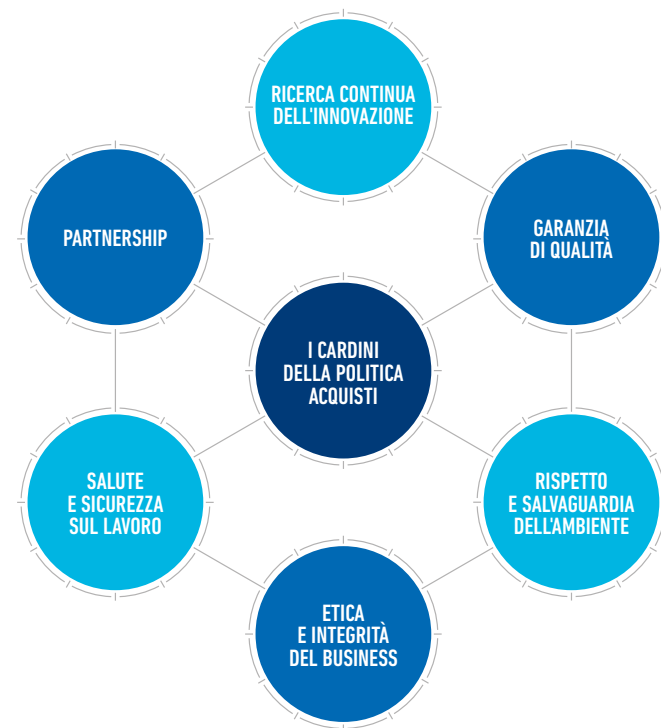 RICERCA CONTINUA
DELL'INNOVAZIONE
PARTNERSHIP
GARANZIA
DI QUALITÀ
I CARDINI
DELLA POLITICA
ACQUISTI
SALUTE
E SICUREZZA
SUL LAVORO
RISPETTO
E SALVAGUARDIA
DELL'AMBIENTE
ETICA
E INTEGRITÀ
DEL BUSINESS